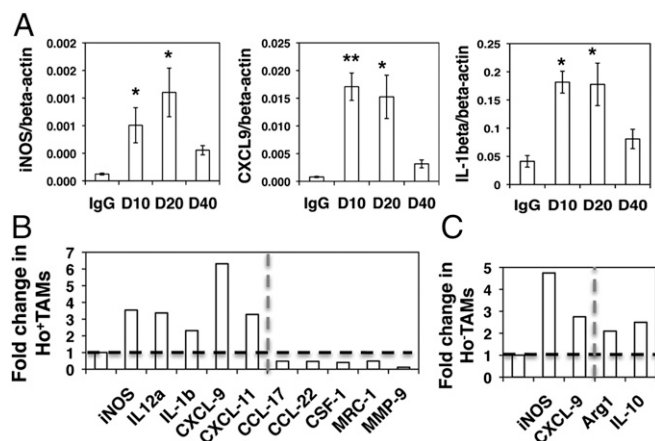 A
iNOS/beta-actin
0.002
0.002
0.001
0.001
0.000
* *
IgG D10 D20 D40
CXCL9/beta-actin
0.025
0.020
0.015
0.010
0.005
0.000
** *
IgG D10 D20 D40
IL-1beta/beta-actin
0.25
0.2
0.15
0.1
0.05
0
* *
IgG D10 D20 D40
B
Fold change in
Ho+TAMs
7
6
5
4
3
2
1
0
iNOS
IL12a
IL-1b
CXCL-9
CXCL-11
CCL-17
CCL-22
CSF-1
MRC-1
MMP-9
C
Fold change in
Ho-TAMs
5
4
3
2
1
0
iNOS
CXCL-9
Arg1
IL-10